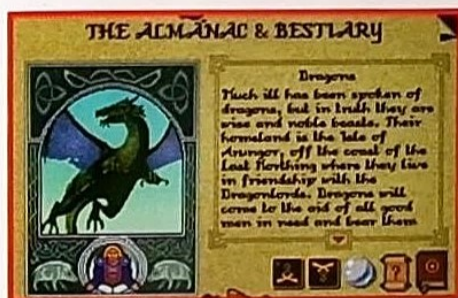 THE ALMANAC & BESTIARY
Dragons
Much ill has been spoken of
dragons, but in truth they are
wise and noble beasts. Their
homeland is the Isle of
off the coast of the
Last Northing where they live
in friendship with the
Dragonlords. Dragons will
come to the aid of all good
men in need and bear them
?